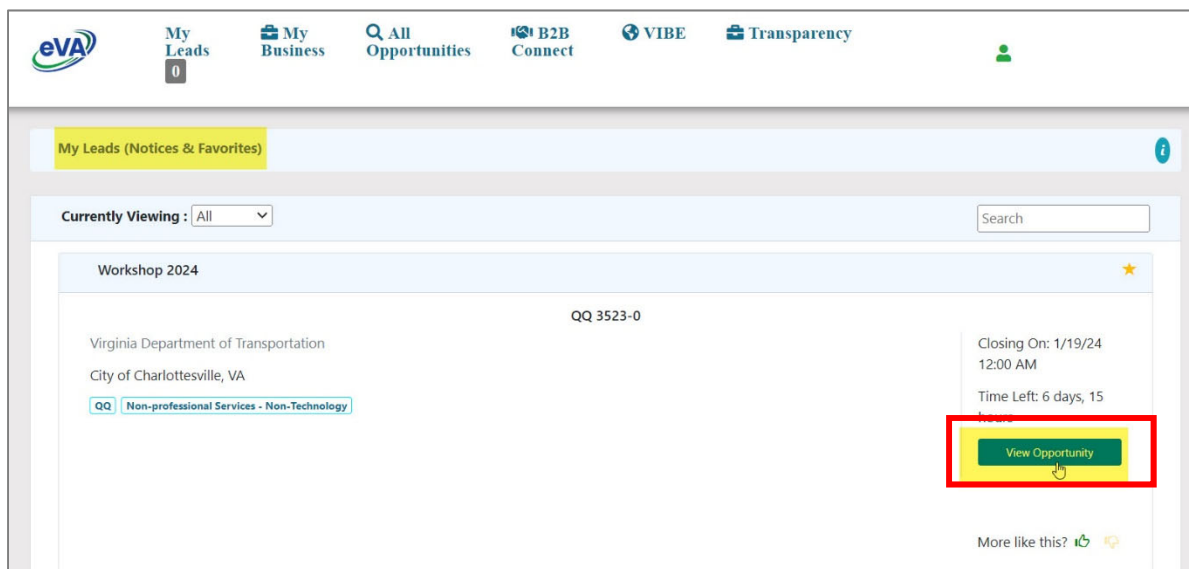 eVA
My Leads 0
My Business
All Opportunities
B2B Connect
VIBE
Transparency
My Leads (Notices & Favorites)
i
Currently Viewing : All
Search
Workshop 2024
QQ 3523-0
Virginia Department of Transportation
City of Charlottesville, VA
QQ Non-professional Services - Non-Technology
Closing On: 1/19/24
12:00 AM
Time Left: 6 days, 15
hours
View Opportunity
More like this?